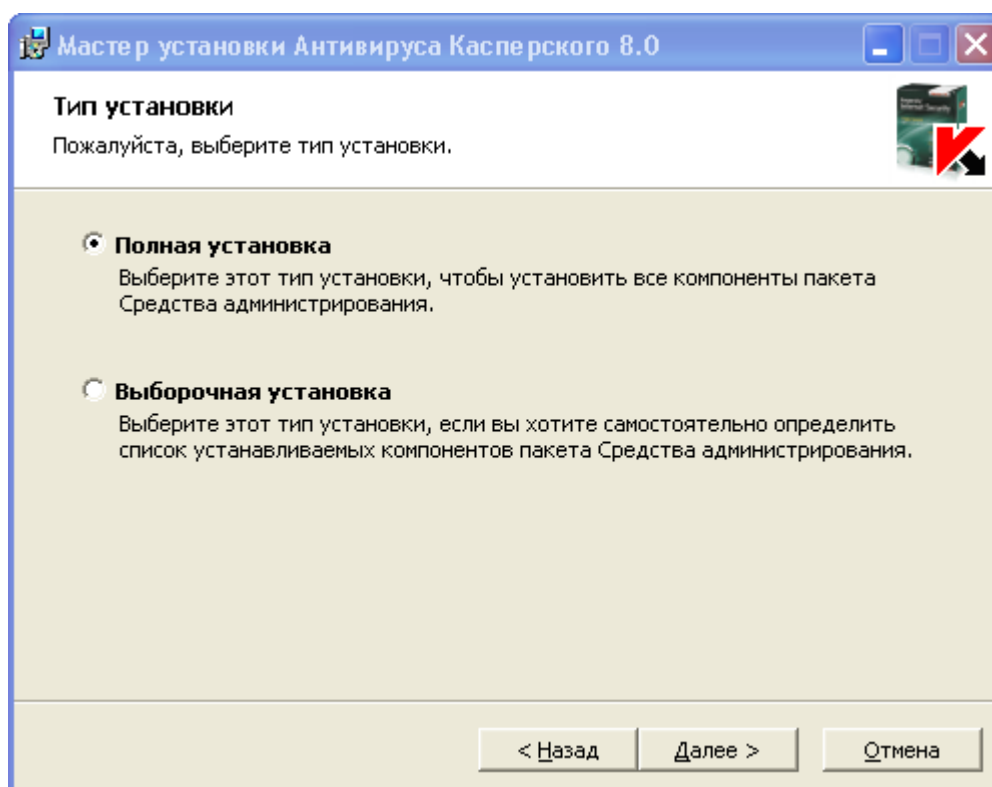 Мастер установки Антивируса Касперского 8.0
Тип установки
Пожалуйста, выберите тип установки.
Полная установка
Выберите этот тип установки, чтобы установить все компоненты пакета
Средства администрирования.
Выборочная установка
Выберите этот тип установки, если вы хотите самостоятельно определить
список устанавливаемых компонентов пакета Средства администрирования.
< Назад
Далее >
Отмена